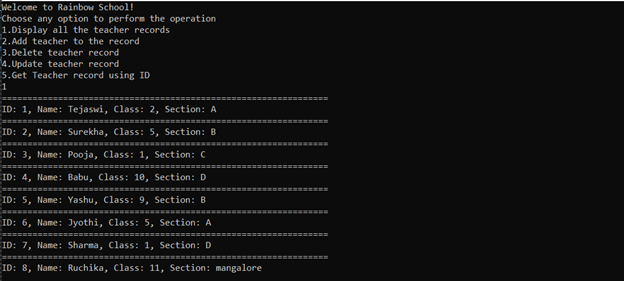 Welcome to Rainbow School!
Choose any option to perform the operation
1.Display all the teacher records
2.Add teacher to the record
3.Delete teacher record
4.Update teacher record
5.Get Teacher record using ID
1
================================================================
ID: 1, Name: Tejaswi, Class: 2, Section: A
================================================================
ID: 2, Name: Surekha, Class: 5, Section: B
================================================================
ID: 3, Name: Pooja, Class: 1, Section: C
================================================================
ID: 4, Name: Babu, Class: 10, Section: D
================================================================
ID: 5, Name: Yashu, Class: 9, Section: B
================================================================
ID: 6, Name: Jyothi, Class: 5, Section: A
================================================================
ID: 7, Name: Sharma, Class: 1, Section: D
================================================================
ID: 8, Name: Ruchika, Class: 11, Section: mangalore